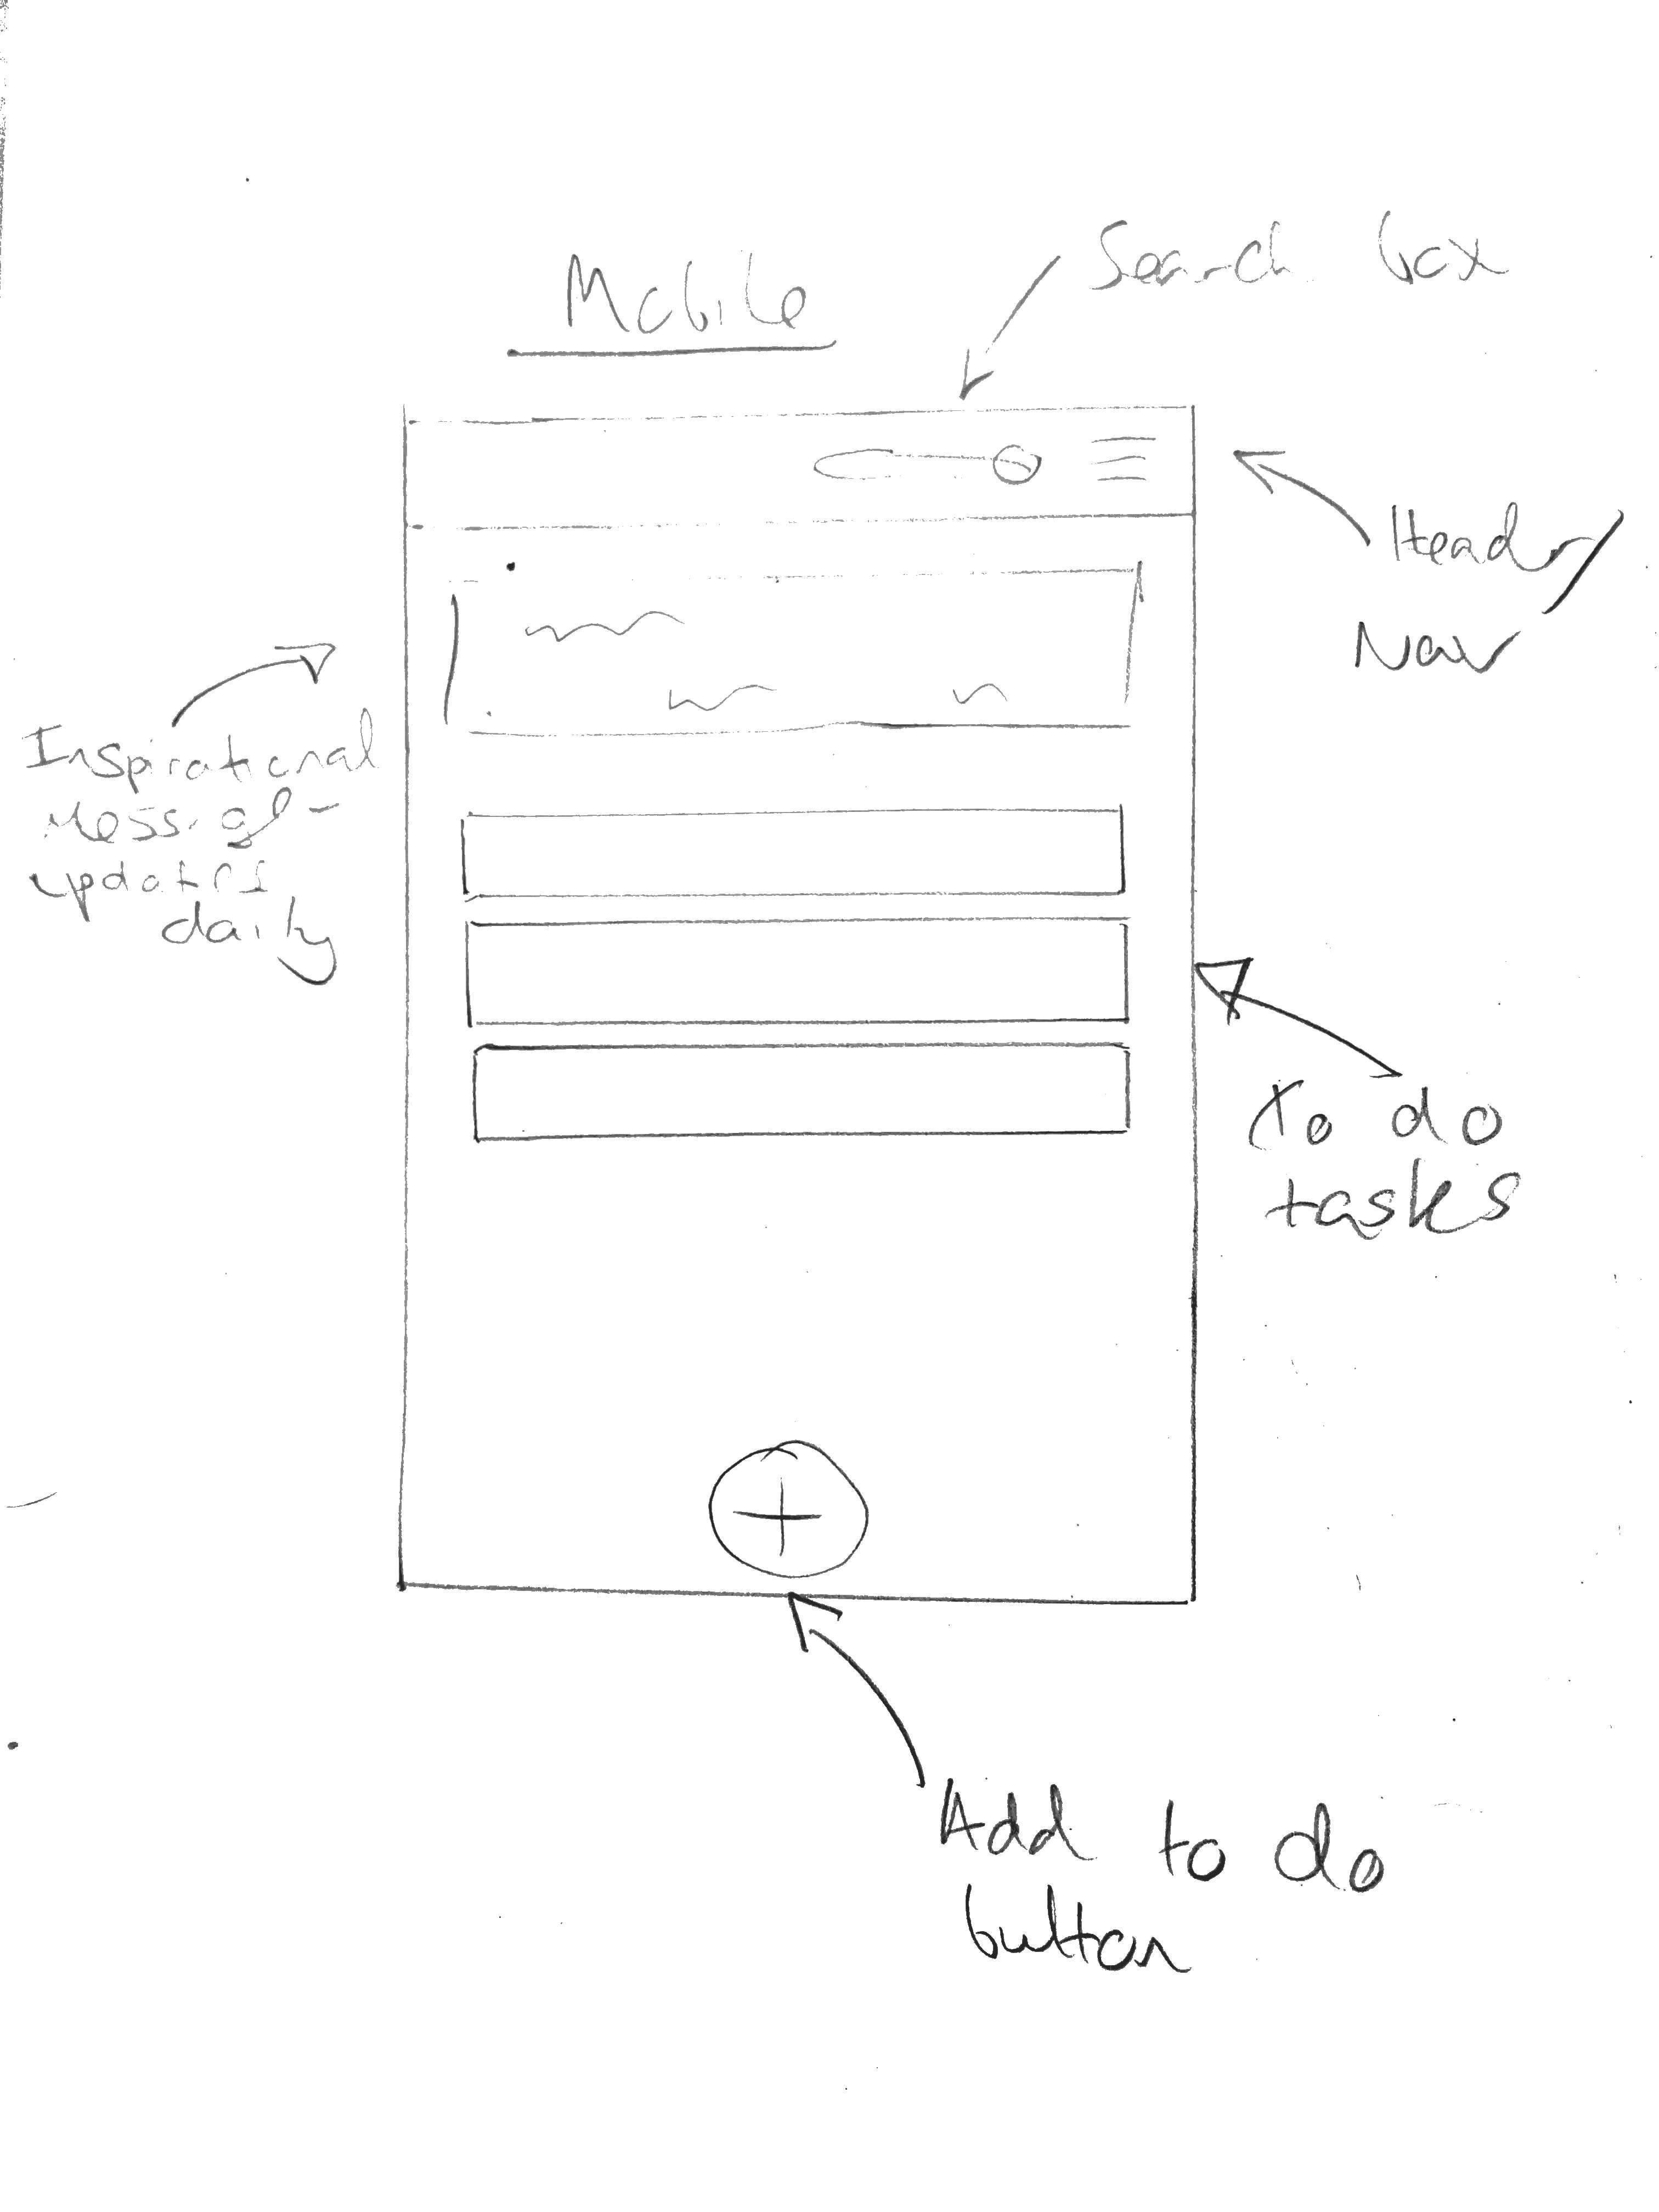 Mobile
Search box
Header/
Nav
Inspirational
Message -
updates
daily
To do
tasks
Add to do
button